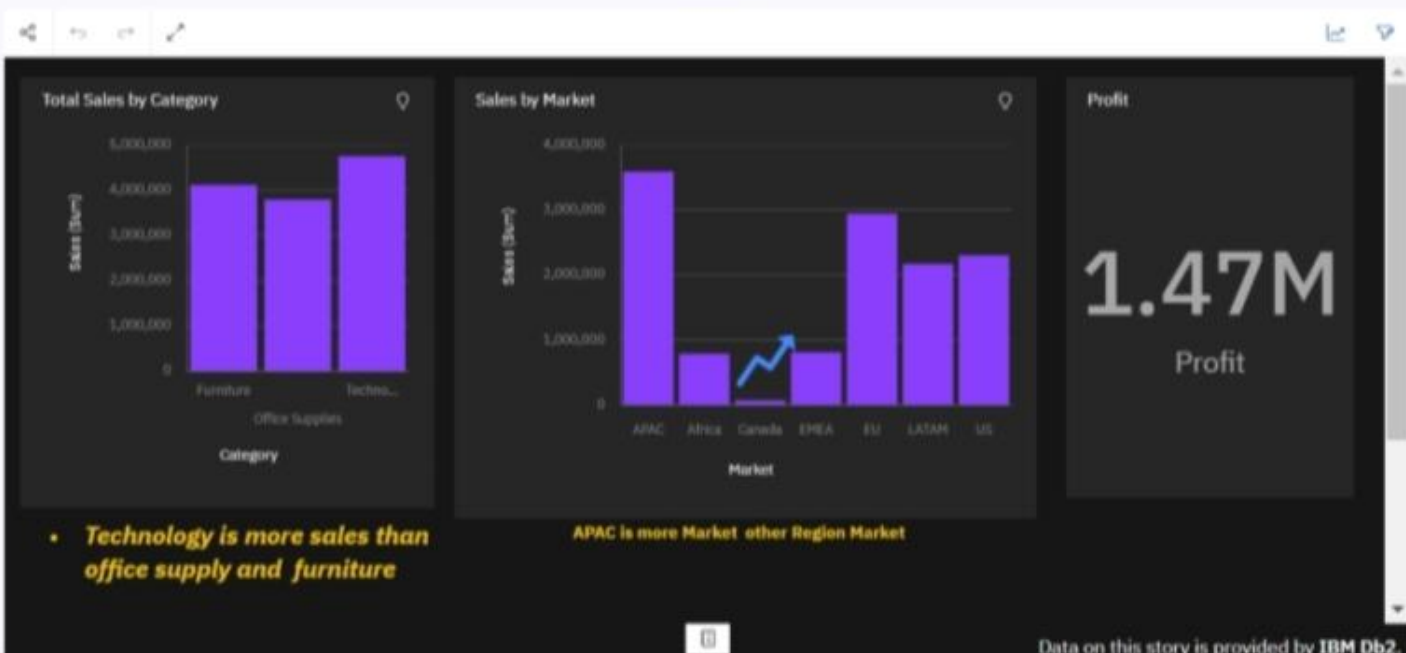 Total Sales by Category
5,000,000
4,000,000
3,000,000
2,000,000
1,000,000
0
Sales (Sum)
Furniture
Techno...
Office Supplies
Category
Technology is more sales than
office supply and furniture
Sales by Market
4,000,000
3,000,000
2,000,000
1,000,000
0
Sales (Sum)
APAC Africa Canada EMEA EU LATAM US
Market
APAC is more Market other Region Market
Profit
1.47M
Profit
Data on this story is provided by IBM Db2.